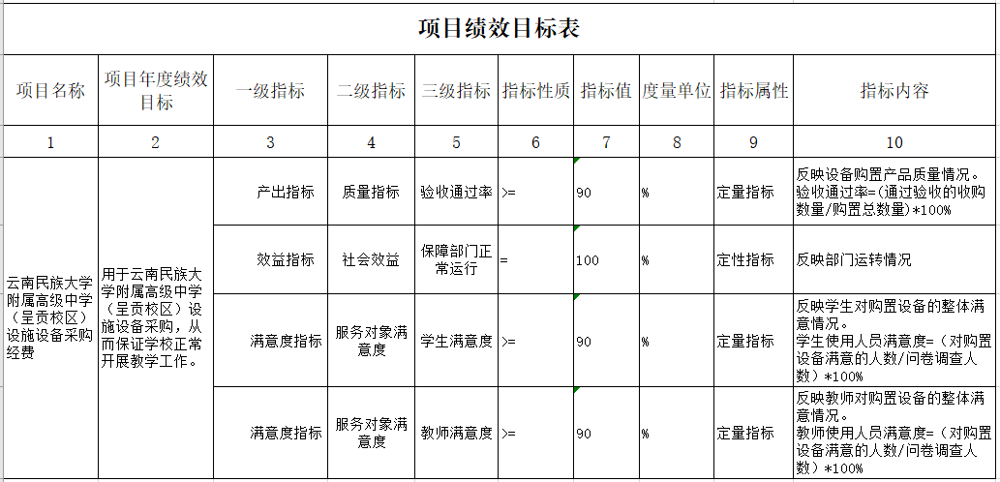 项目绩效目标表
项目名称
项目年度绩效
目标
一级指标
二级指标
三级指标
指标性质
指标值
度量单位
指标属性
指标内容
1
2
3
4
5
6
7
8
9
10
云南民族大学
附属高级中学
（呈贡校区）
设施设备采购
经费
用于云南民族大
学附属高级中学
（呈贡校区）设
施设备采购，从
而保证学校正常
开展教学工作。
产出指标
质量指标
验收通过率
>=
90
%
定量指标
反映设备购置产品质量情况。
验收通过率=(通过验收的收购
数量/购置总数量)*100%
效益指标
社会效益
保障部门正
常运行
=
100
%
定性指标
反映部门运转情况
满意度指标
服务对象满
意度
学生满意度
>=
90
%
定量指标
反映学生对购置设备的整体满
意情况。
学生使用人员满意度=（对购置
设备满意的人数/问卷调查人
数）*100%
满意度指标
服务对象满
意度
教师满意度
>=
90
%
定量指标
反映教师对购置设备的整体满
意情况。
教师使用人员满意度=（对购置
设备满意的人数/问卷调查人
数）*100%